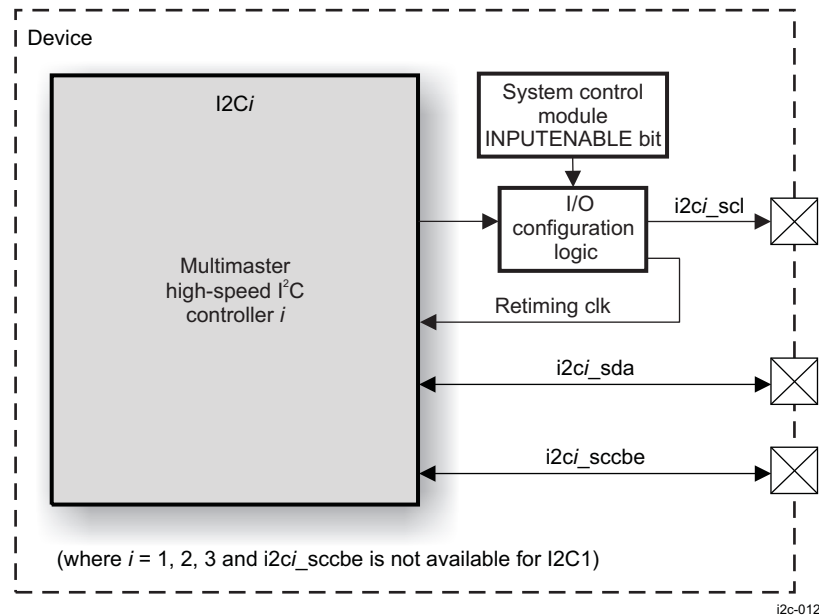 Device
I2Ci
System control
module
INPUTENABLE bit
I/O
configuration
logic
i2ci_scl
Multimaster
high-speed I²C
controller i
Retiming clk
i2ci_sda
i2ci_sccbe
(where i = 1, 2, 3 and i2ci_sccbe is not available for I2C1)
i2c-012